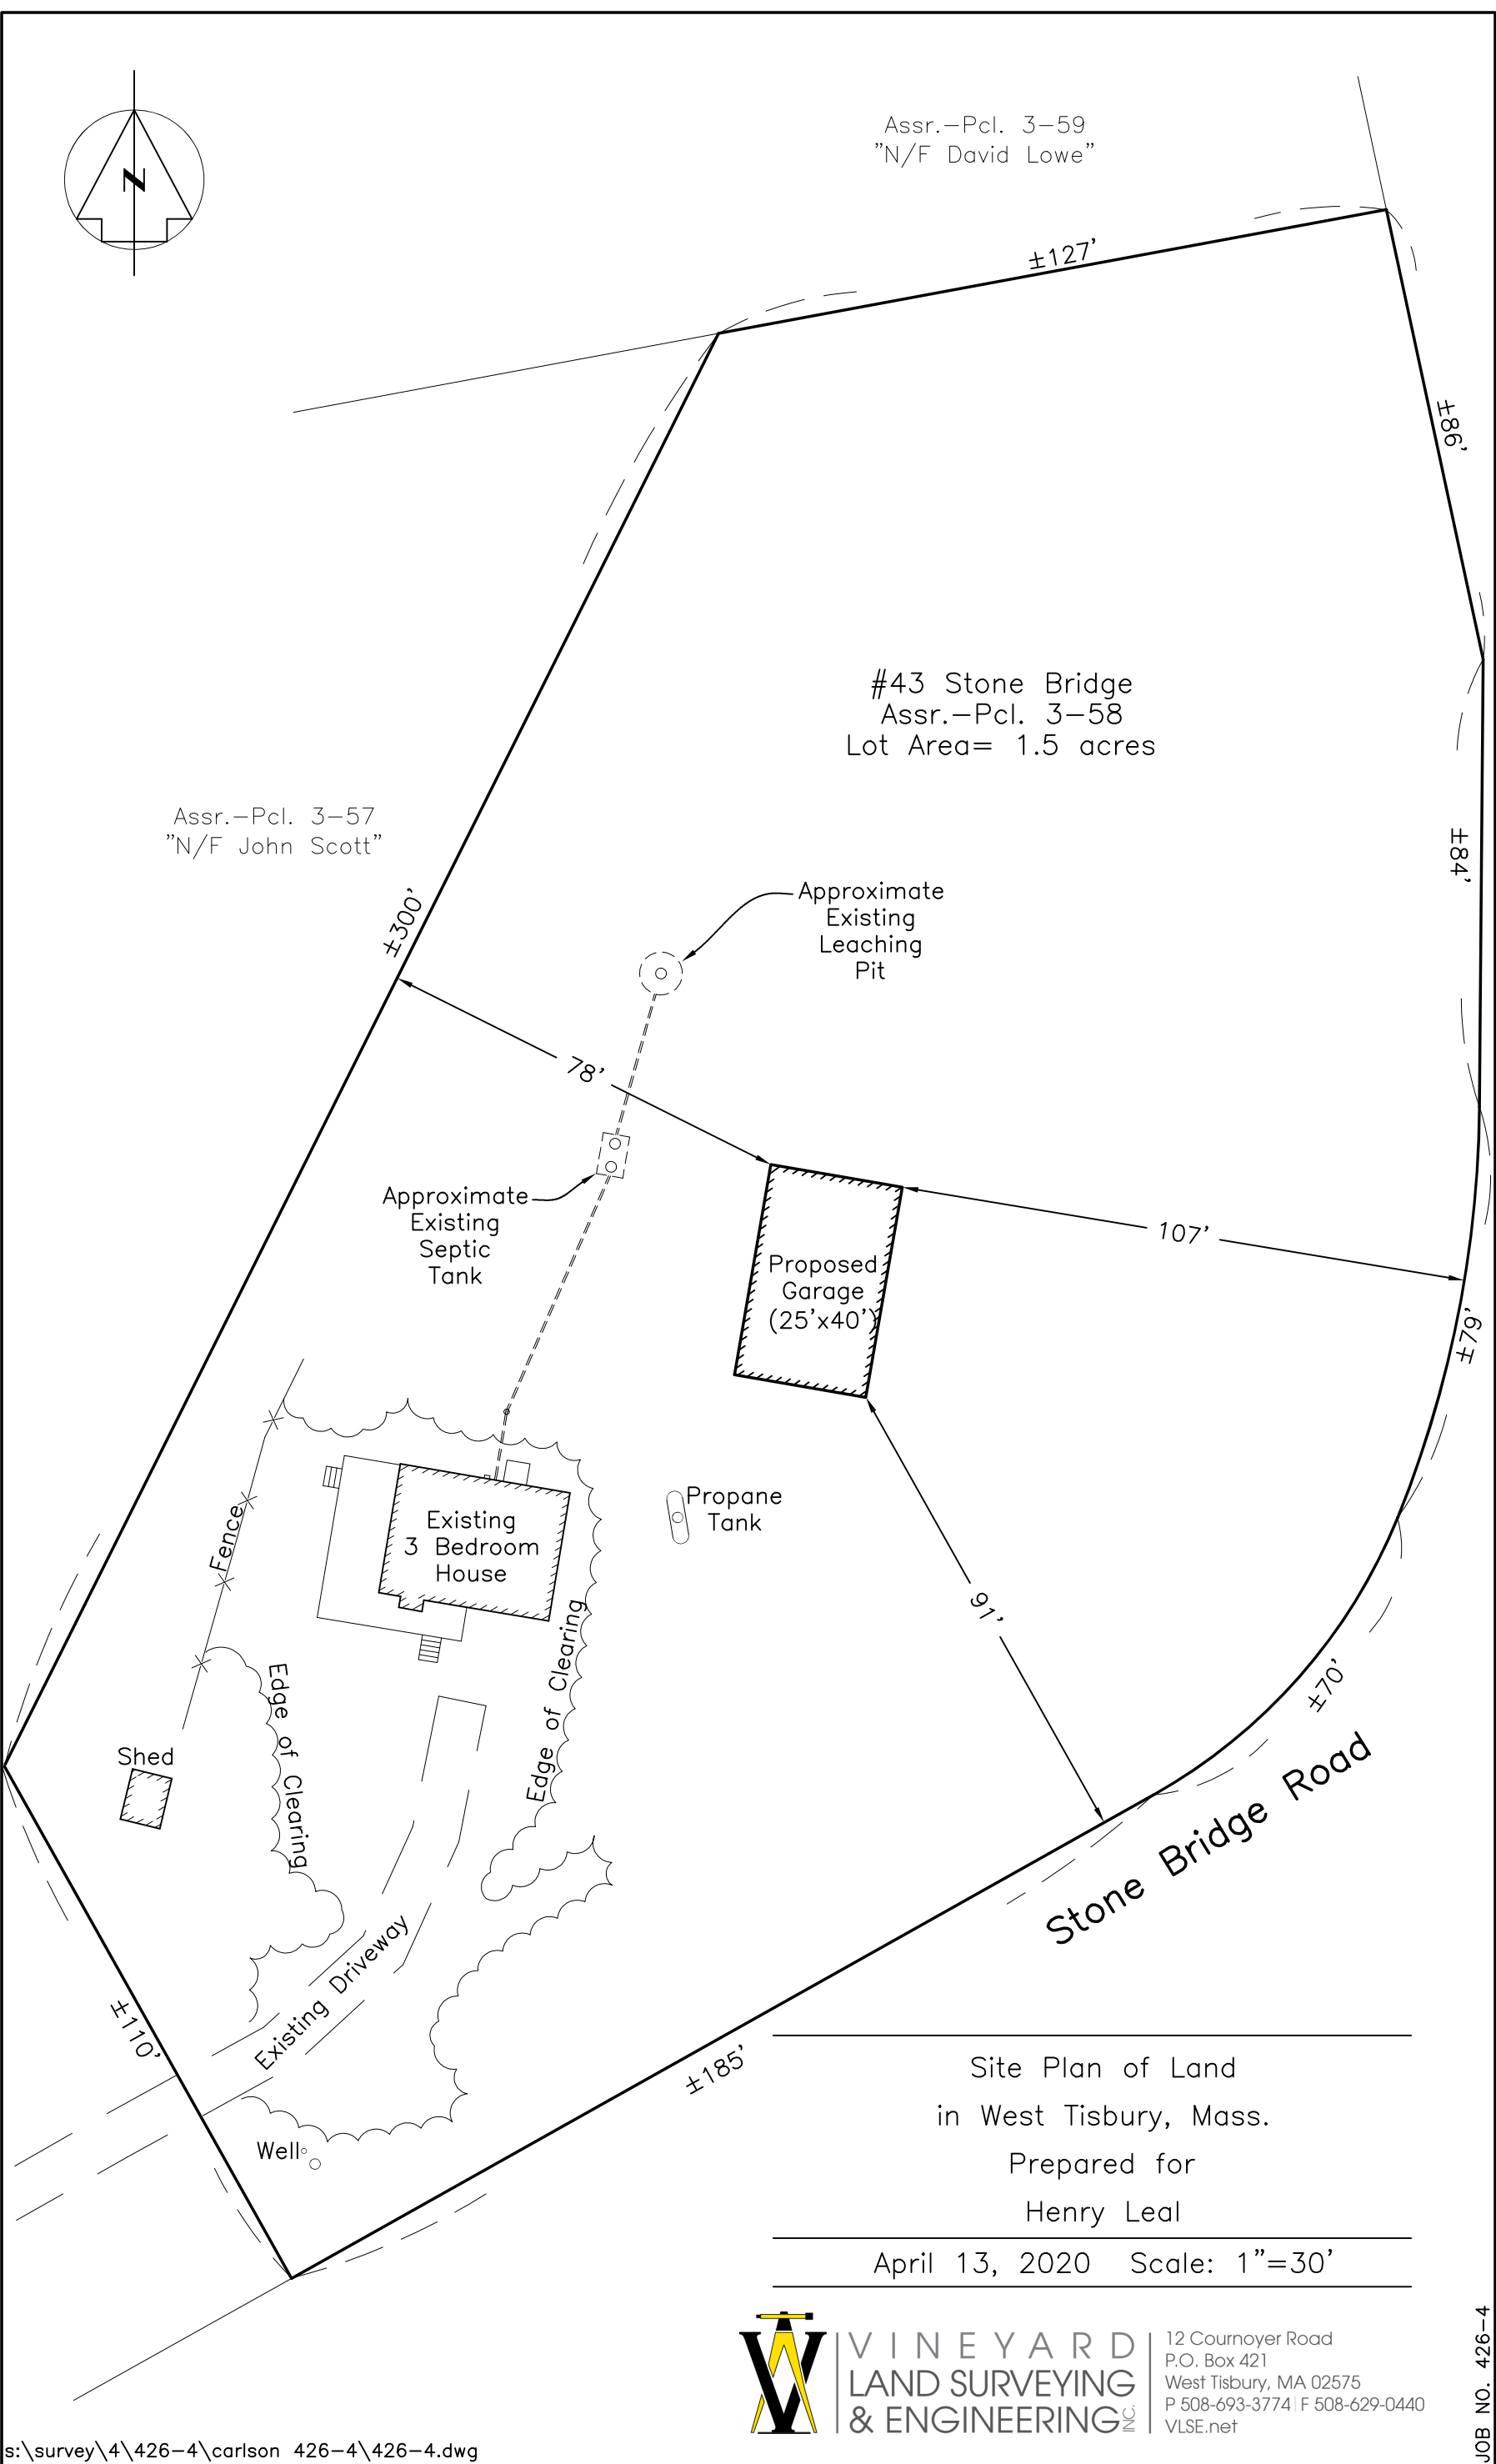 N
Assr.-Pcl. 3-59
"N/F David Lowe"
±127'
±86'
#43 Stone Bridge
Assr.-Pcl. 3-58
Lot Area= 1.5 acres
±84'
Assr.-Pcl. 3-57
"N/F John Scott"
±300'
Approximate
Existing
Leaching
Pit
78'
Approximate
Existing
Septic
Tank
107'
Proposed
Garage
(25'x40')
±79'
Propane
Tank
Existing
3 Bedroom
House
Fence
91'
Edge of Clearing
Edge of Clearing
±70'
Shed
Stone Bridge Road
Existing Driveway
±110'
±185'
Well
Site Plan of Land
in West Tisbury, Mass.
Prepared for
Henry Leal
April 13, 2020 Scale: 1"=30'
VINEYARD
LAND SURVEYING
& ENGINEERING INC.
12 Cournoyer Road
P.O. Box 421
West Tisbury, MA 02575
P 508-693-3774 | F 508-629-0440
VLSE.net
JOB NO. 426-4
s:\survey\4\426-4\carlson 426-4\426-4.dwg